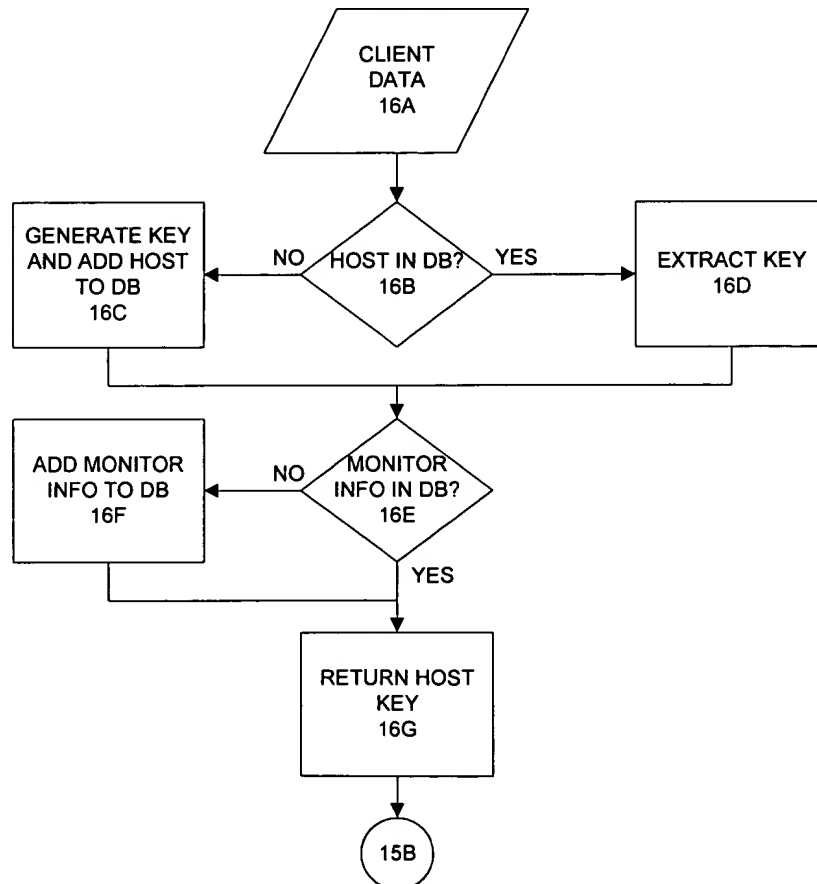 CLIENT
DATA
16A
GENERATE KEY
AND ADD HOST
TO DB
16C
NO
HOST IN DB?
16B
YES
EXTRACT KEY
16D
ADD MONITOR
INFO TO DB
16F
NO
MONITOR
INFO IN DB?
16E
YES
RETURN HOST
KEY
16G
15B